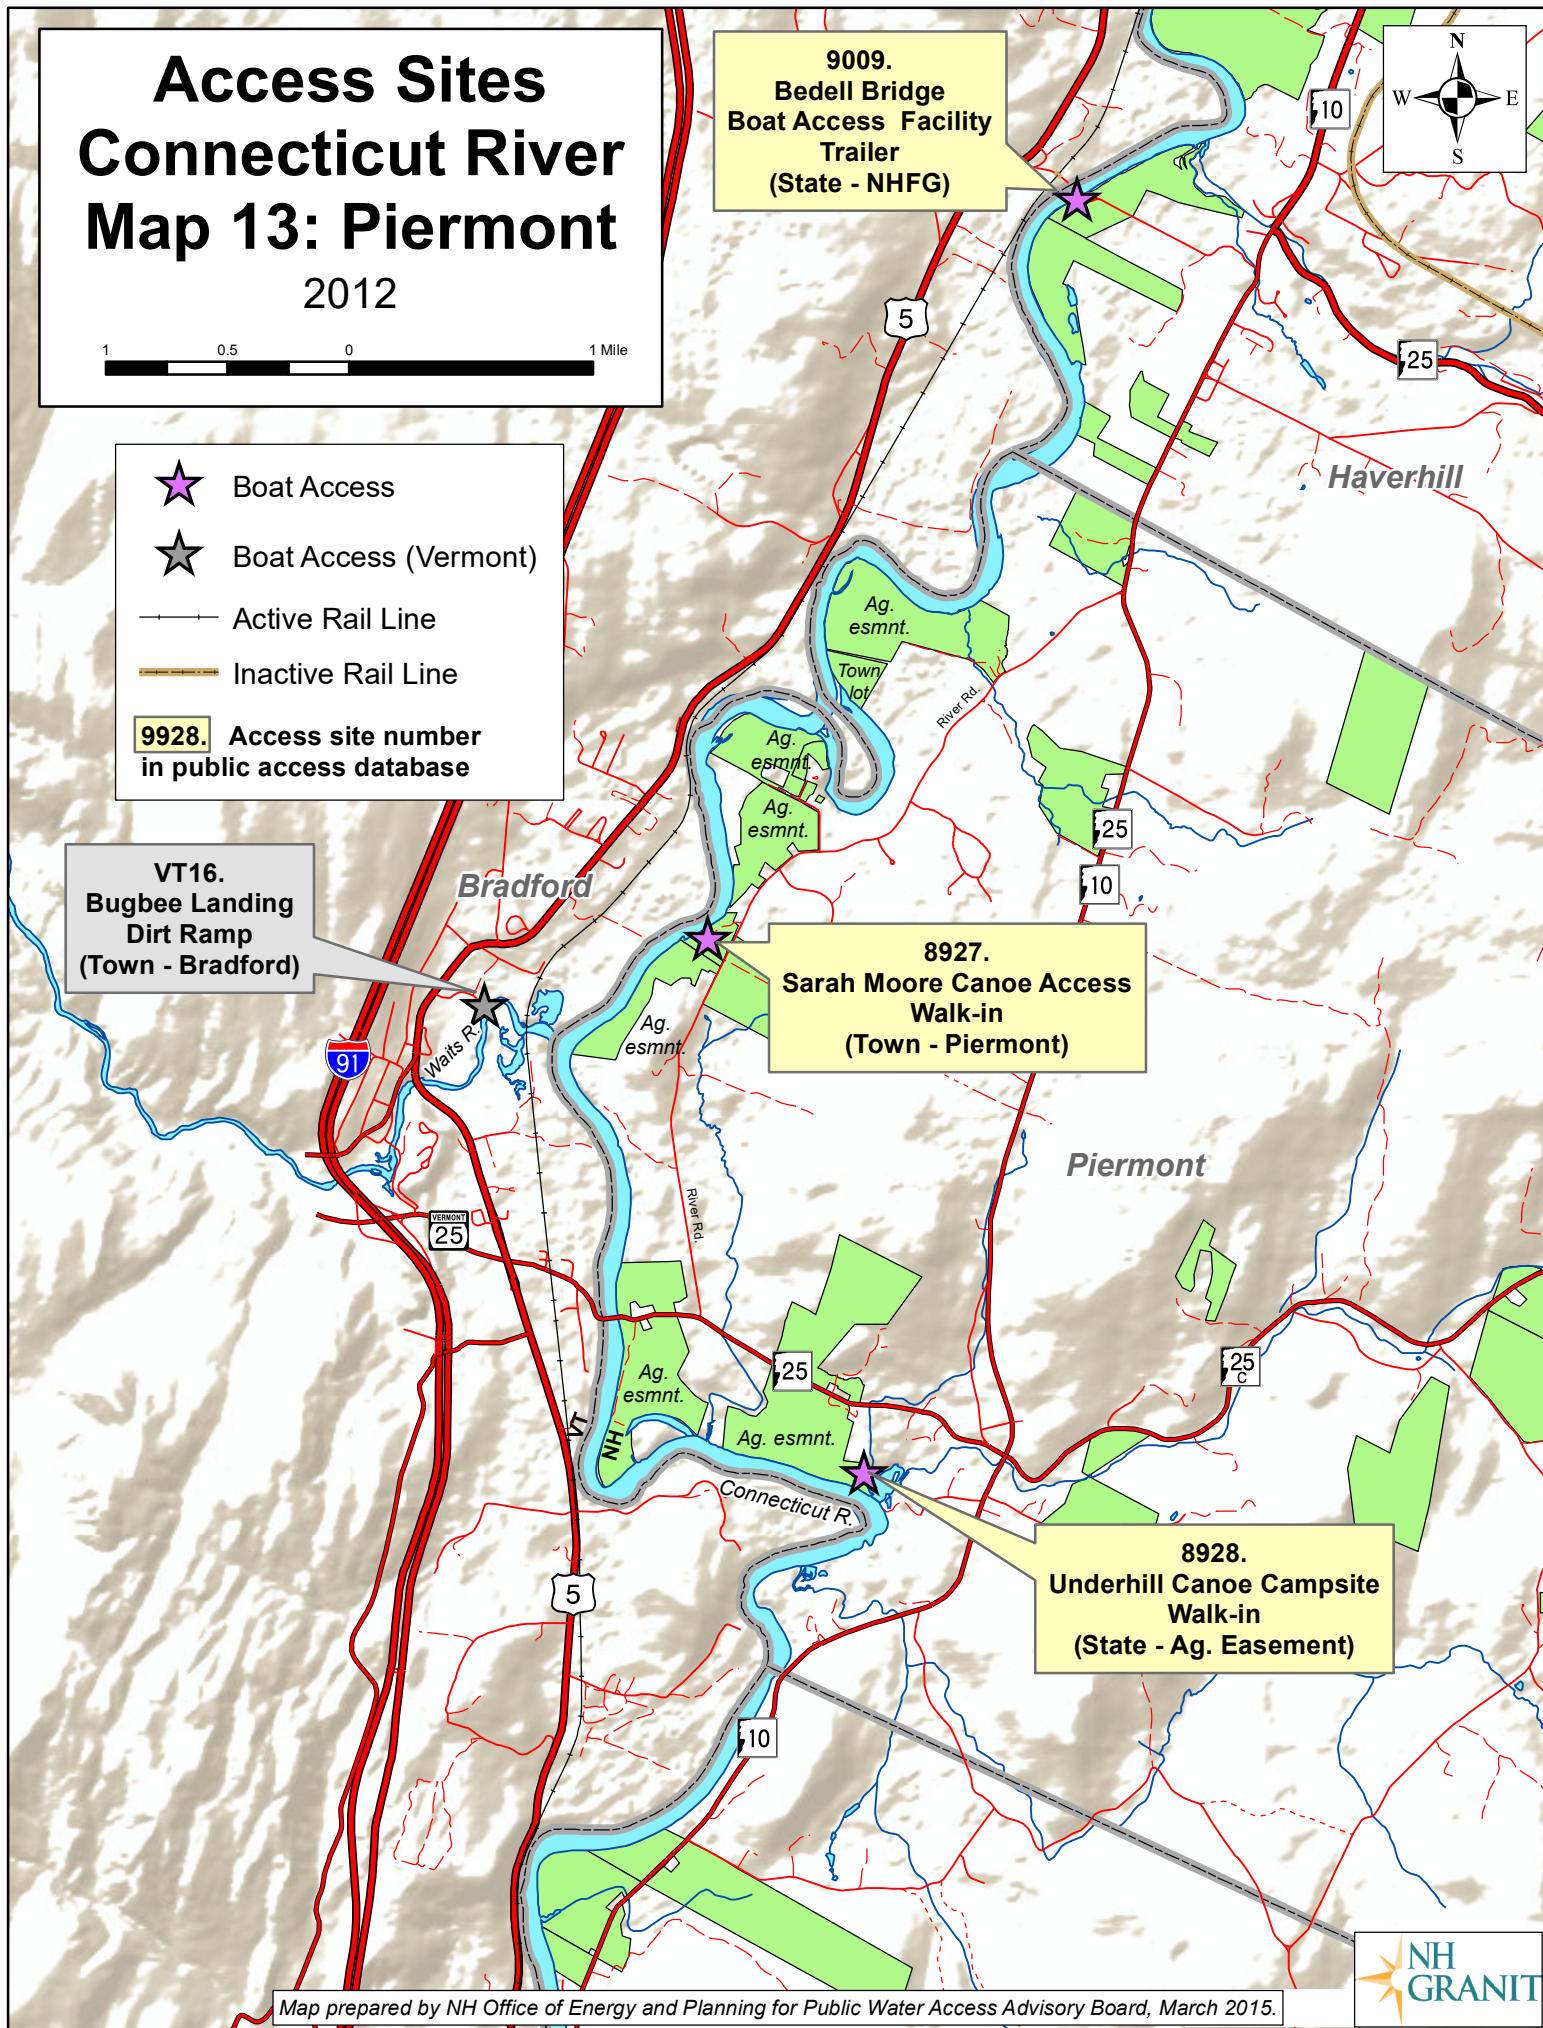 Access Sites
Connecticut River
Map 13: Piermont
2012
1 0.5 0 1 Mile
Boat Access
Boat Access (Vermont)
Active Rail Line
Inactive Rail Line
9928. Access site number
in public access database
9009.
Bedell Bridge
Boat Access Facility
Trailer
(State - NHFG)
N
W E
S
10
5
25
Haverhill
Ag.
esmnt.
Town
lot
River Rd.
Ag.
esmnt.
Ag.
esmnt.
25
10
VT16.
Bugbee Landing
Dirt Ramp
(Town - Bradford)
Bradford
8927.
Sarah Moore Canoe Access
Walk-in
(Town - Piermont)
Waits R.
91
Ag.
esmnt.
Piermont
River Rd.
VERMONT
25
25
25
C
Ag.
esmnt.
VT
NH
Ag. esmnt.
Connecticut R.
8928.
Underhill Canoe Campsite
Walk-in
(State - Ag. Easement)
5
10
NH
GRANIT
Map prepared by NH Office of Energy and Planning for Public Water Access Advisory Board, March 2015.